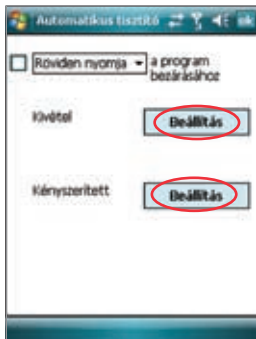 Automatikus tisztító ok
Röviden nyomja a program
bezárásához
Kivétel Beállítás
Kényszerített Beállítás